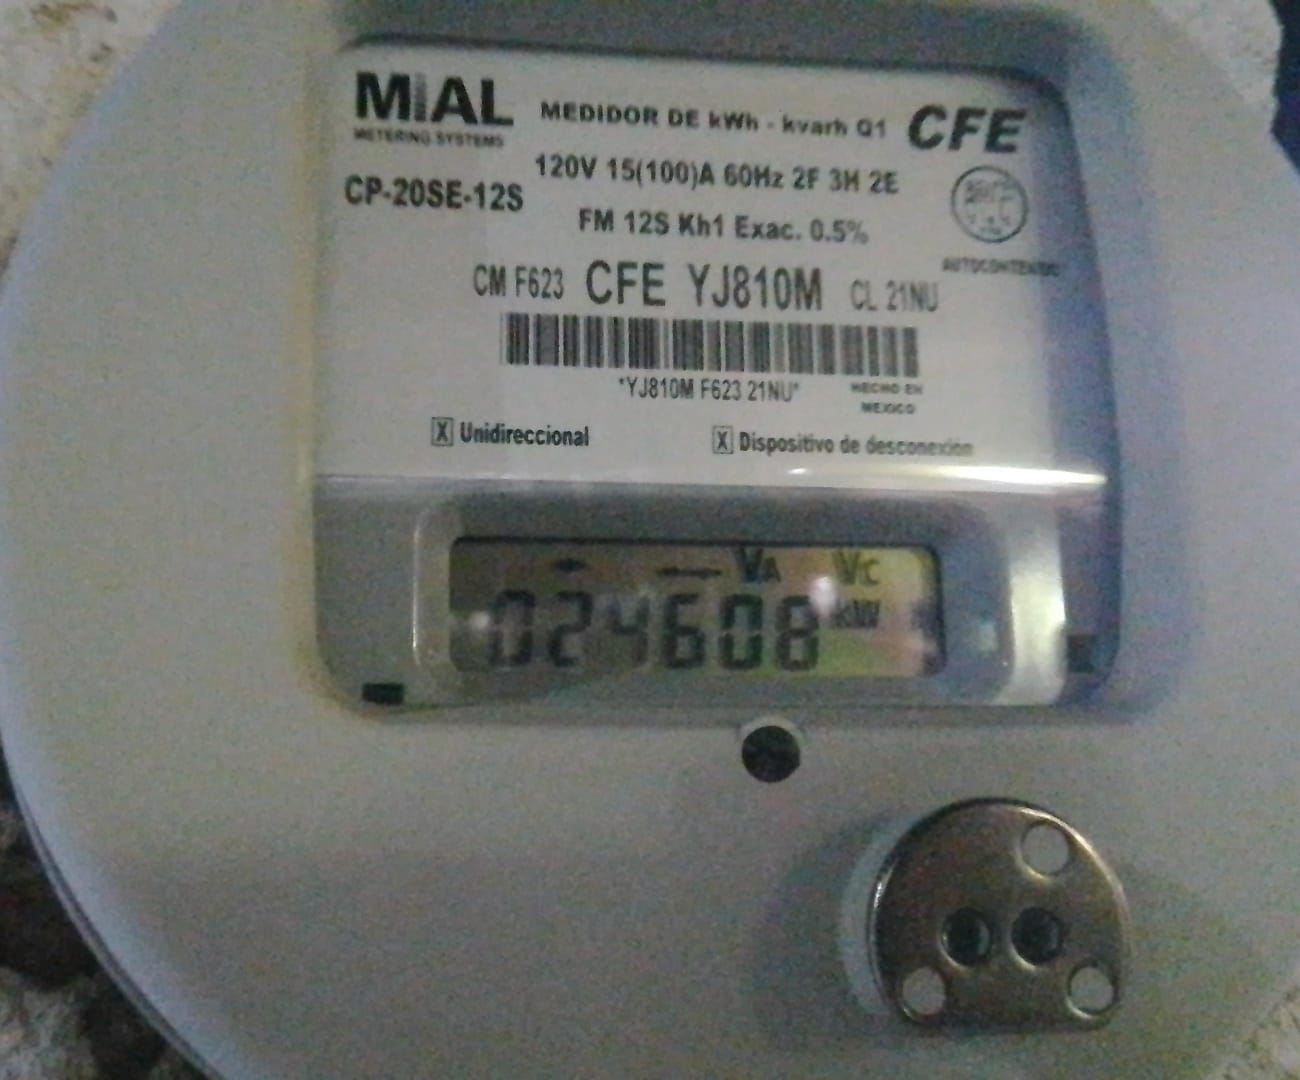 MIAL
METERING SYSTEMS
MEDIDOR DE kWh - kvarh Q1
CFE
120V 15(100)A 60Hz 2F 3H 2E
CP-20SE-12S
FM 12S Kh1 Exac. 0.5%
AUTOCONTENIDO
CM F623 CFE YJ810M CL 21NU
*YJ810M F623 21NU*
HECHO EN
MEXICO
X Unidireccional
X Dispositivo de desconexión
VA VC
024608 kW